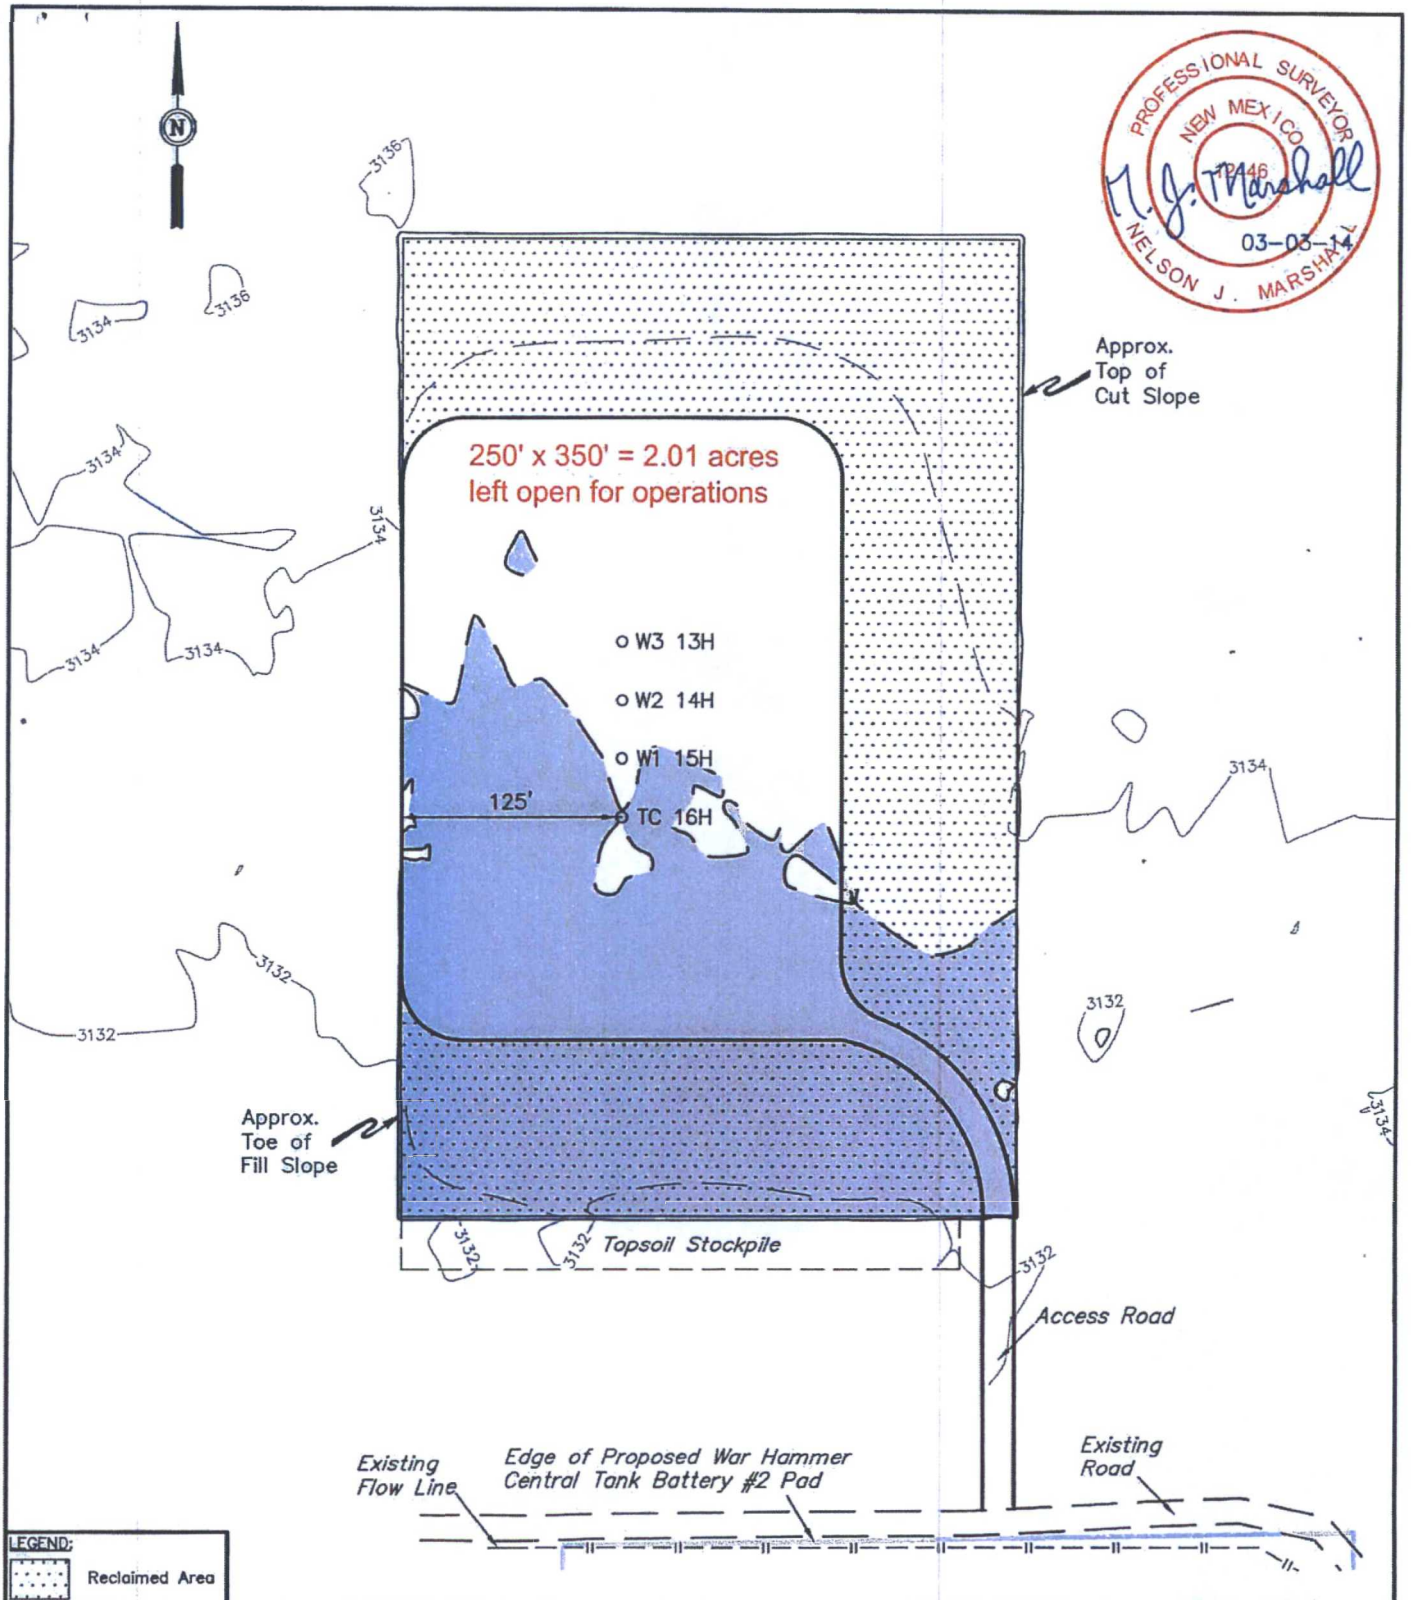 N
PROFESSIONAL SURVEYOR
NEW MEXICO
12446
N. J. Marshall
03-03-14
NELSON J. MARSHALL
3136
3136
3134
Approx.
Top of
Cut Slope
250' x 350' = 2.01 acres
left open for operations
3134
3134
3134
3134
W3 13H
W2 14H
W1 15H
3134
125'
TC 16H
3132
3132
3132
Approx.
Toe of
Fill Slope
3134
3132
3132
Topsoil Stockpile
3132
Access Road
Existing
Flow Line
Edge of Proposed War Hammer
Central Tank Battery #2 Pad
Existing
Road
LEGEND:
Reclaimed Area